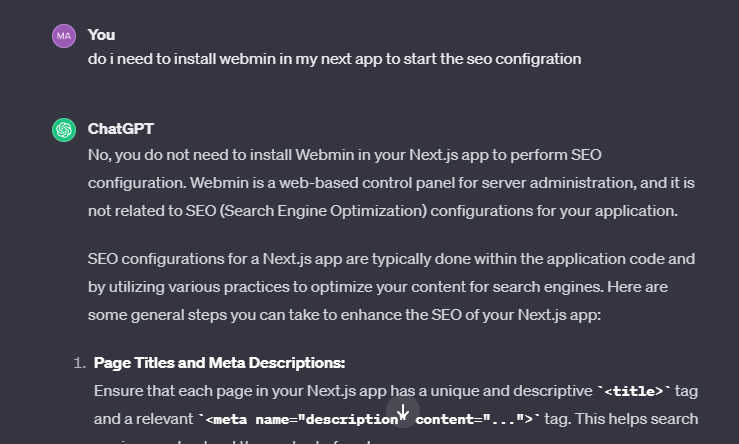 MA You
do i need to install webmin in my next app to start the seo configration
ChatGPT
No, you do not need to install Webmin in your Next.js app to perform SEO
configuration. Webmin is a web-based control panel for server administration, and it is
not related to SEO (Search Engine Optimization) configurations for your application.
SEO configurations for a Next.js app are typically done within the application code and
by utilizing various practices to optimize your content for search engines. Here are
some general steps you can take to enhance the SEO of your Next.js app:
1. Page Titles and Meta Descriptions:
Ensure that each page in your Next.js app has a unique and descriptive `<title>` tag
and a relevant `<meta name="description" content="...">` tag. This helps search